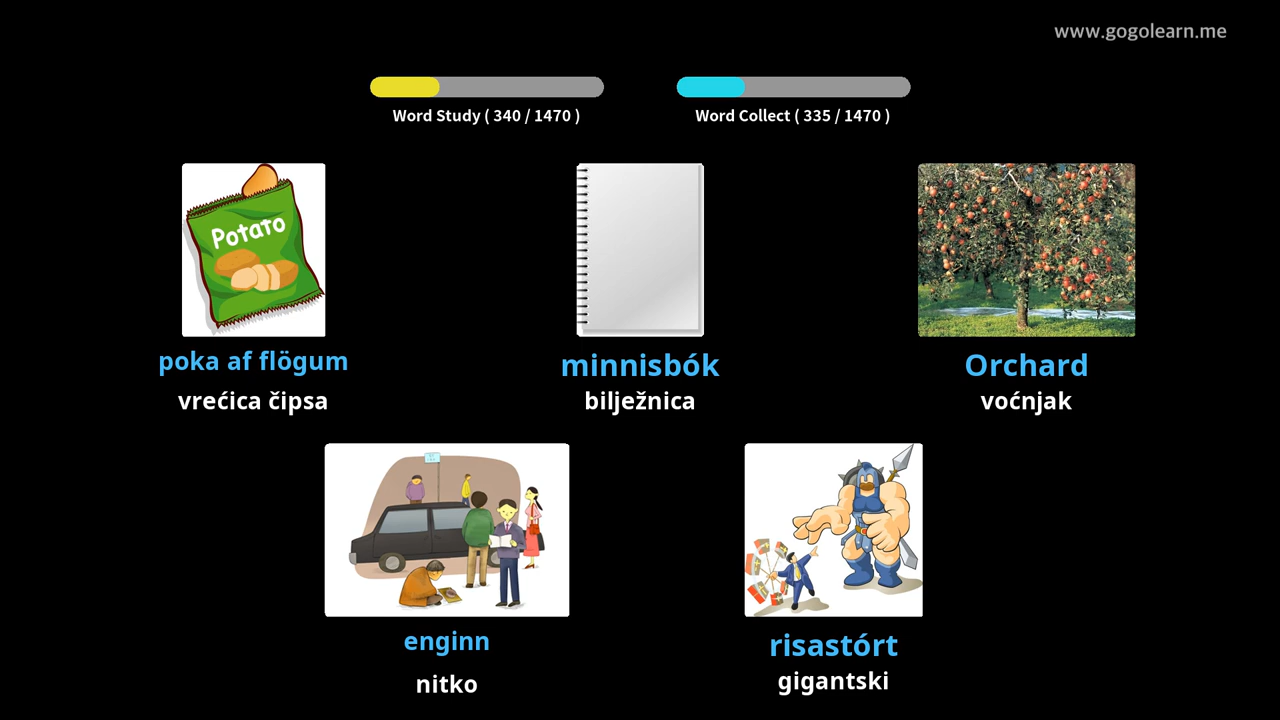 www.gogolearn.me
Word Study ( 340 / 1470 )
Word Collect ( 335 / 1470 )
Potato
poka af flögum
vrećica čipsa
minnisbók
bilježnica
Orchard
voćnjak
enginn
nitko
risastórt
gigantski